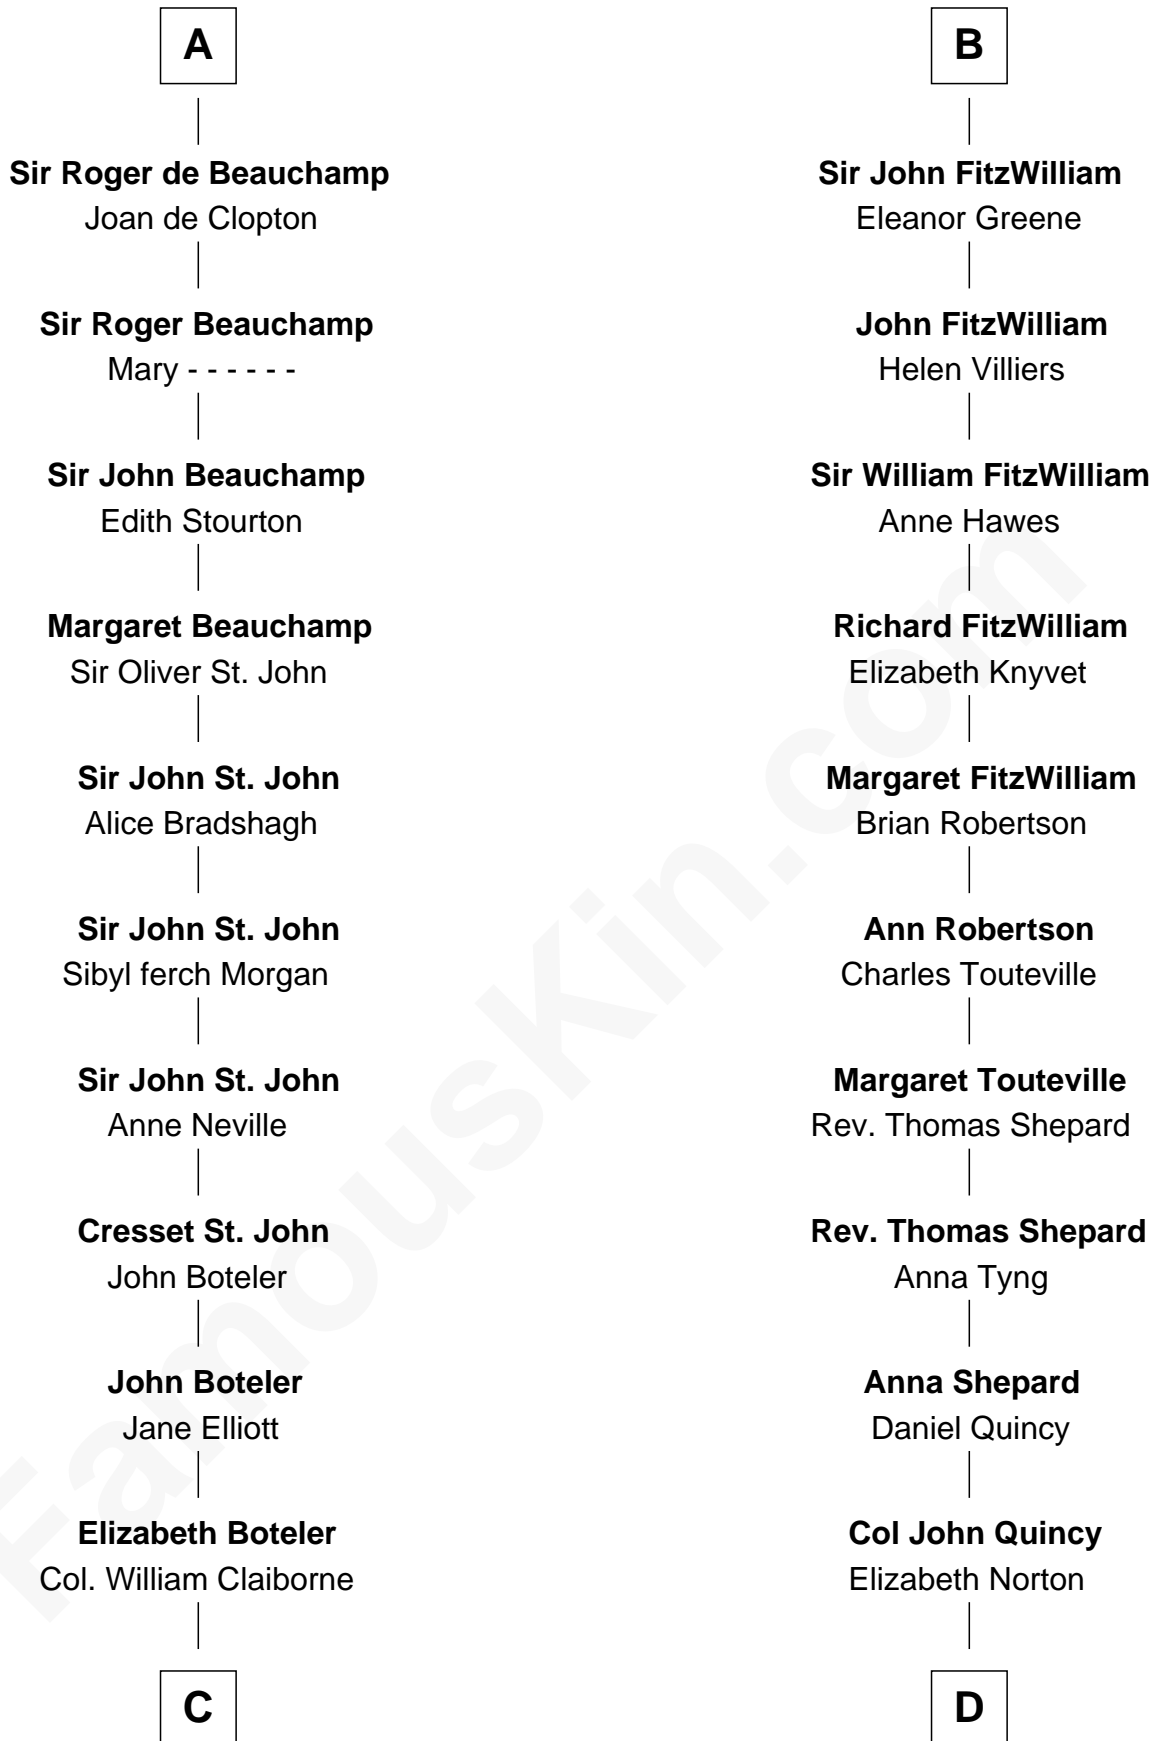 A
Sir Roger de Beauchamp
Joan de Clopton
Sir Roger Beauchamp
Mary - - - - - -
Sir John Beauchamp
Edith Stourton
Margaret Beauchamp
Sir Oliver St. John
Sir John St. John
Alice Bradshagh
Sir John St. John
Sibyl ferch Morgan
Sir John St. John
Anne Neville
Cresset St. John
John Boteler
John Boteler
Jane Elliott
Elizabeth Boteler
Col. William Claiborne
C
B
Sir John FitzWilliam
Eleanor Greene
John FitzWilliam
Helen Villiers
Sir William FitzWilliam
Anne Hawes
Richard FitzWilliam
Elizabeth Knyvet
Margaret FitzWilliam
Brian Robertson
Ann Robertson
Charles Touteville
Margaret Touteville
Rev. Thomas Shepard
Rev. Thomas Shepard
Anna Tyng
Anna Shepard
Daniel Quincy
Col John Quincy
Elizabeth Norton
D
FamousKin.com